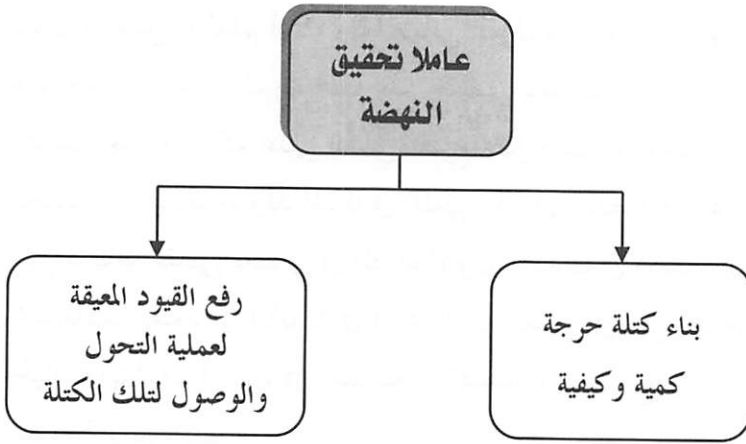 عاملا تحقيق
النهضة
بناء كتلة حرجة
كمية وكيفية
رفع القيود المعيقة
لعملية التحول
والوصول لتلك الكتلة